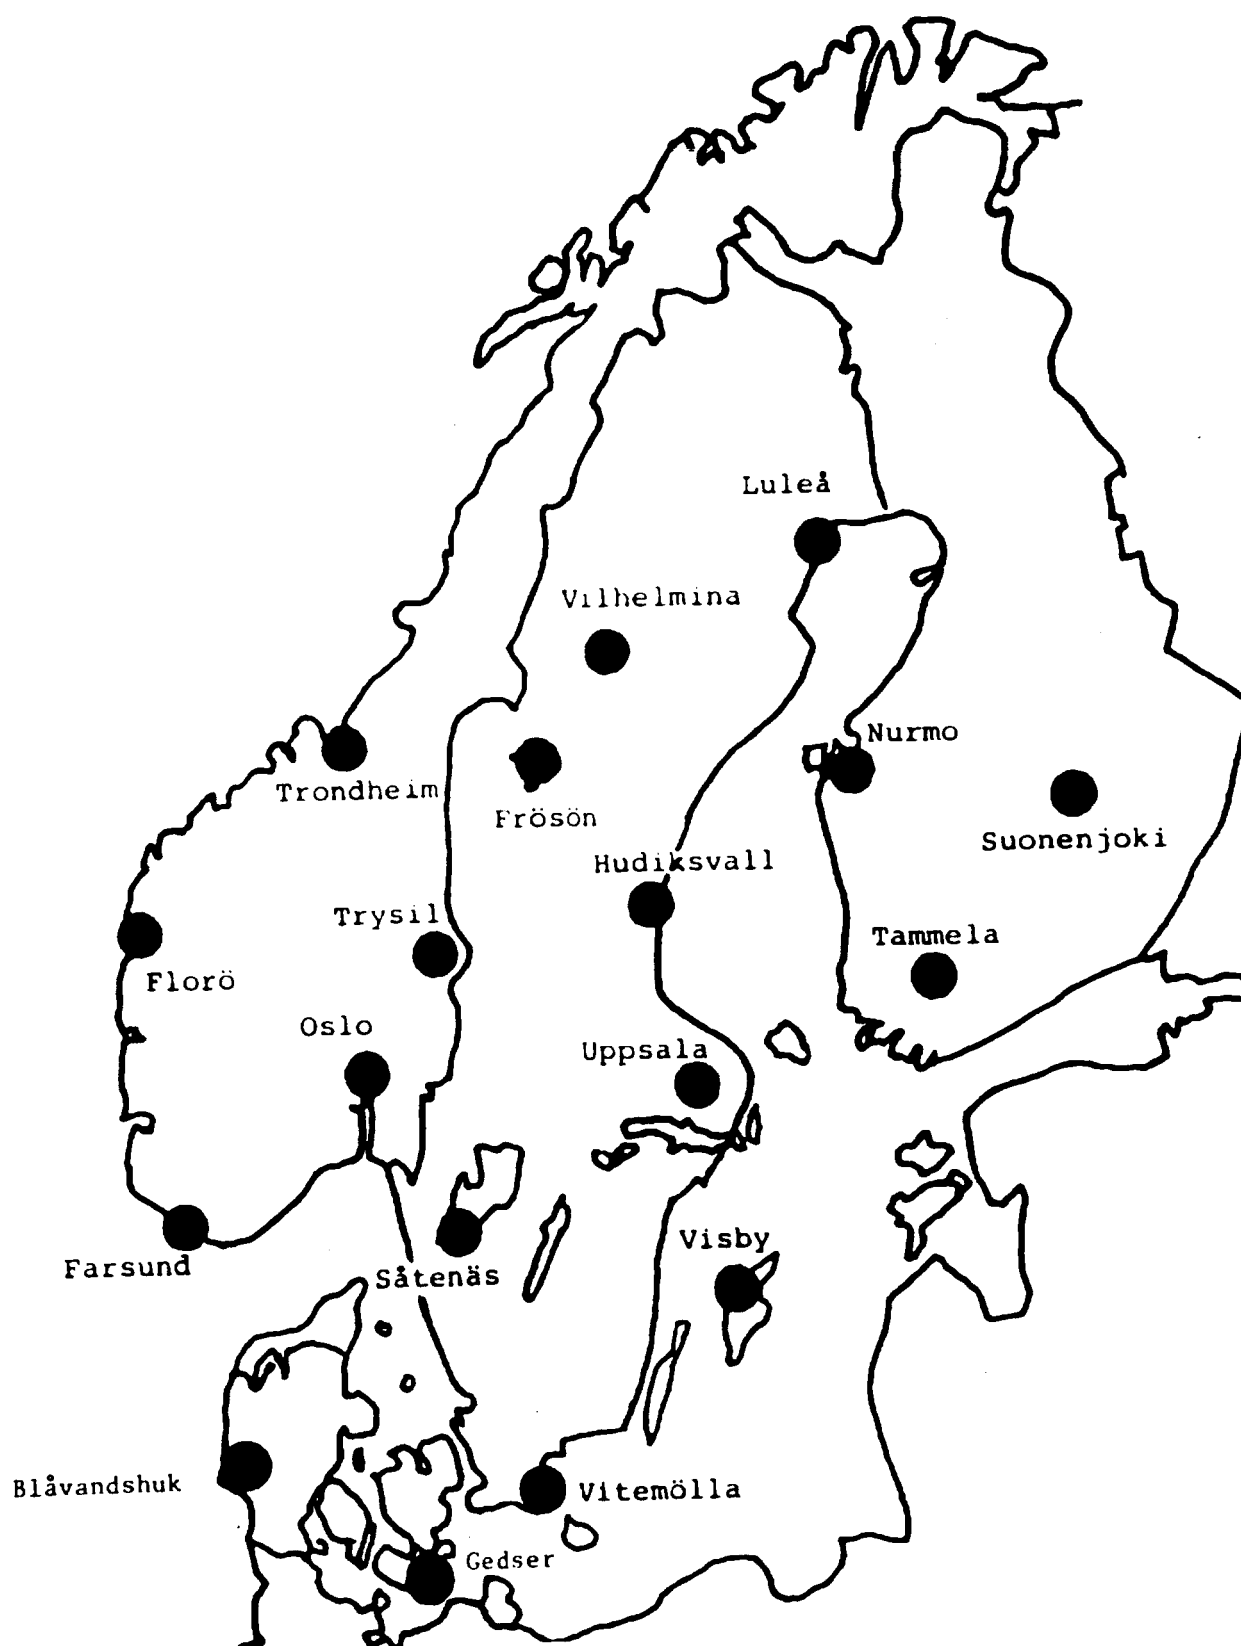 Luleå
Vilhelmina
Nurmo
Trondheim
Frösön
Suonenjoki
Hudiksvall
Trysil
Tammela
Florö
Oslo
Uppsala
Visby
Farsund
Såtenäs
Blåvandshuk
Vitemölla
Gedser